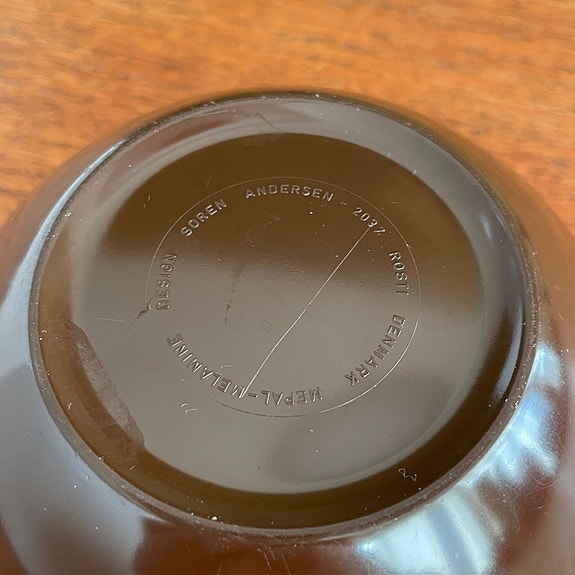 DESIGN SOREN ANDERSEN - 2037. ROSTI DENMARK MEPAL-MELAMINE